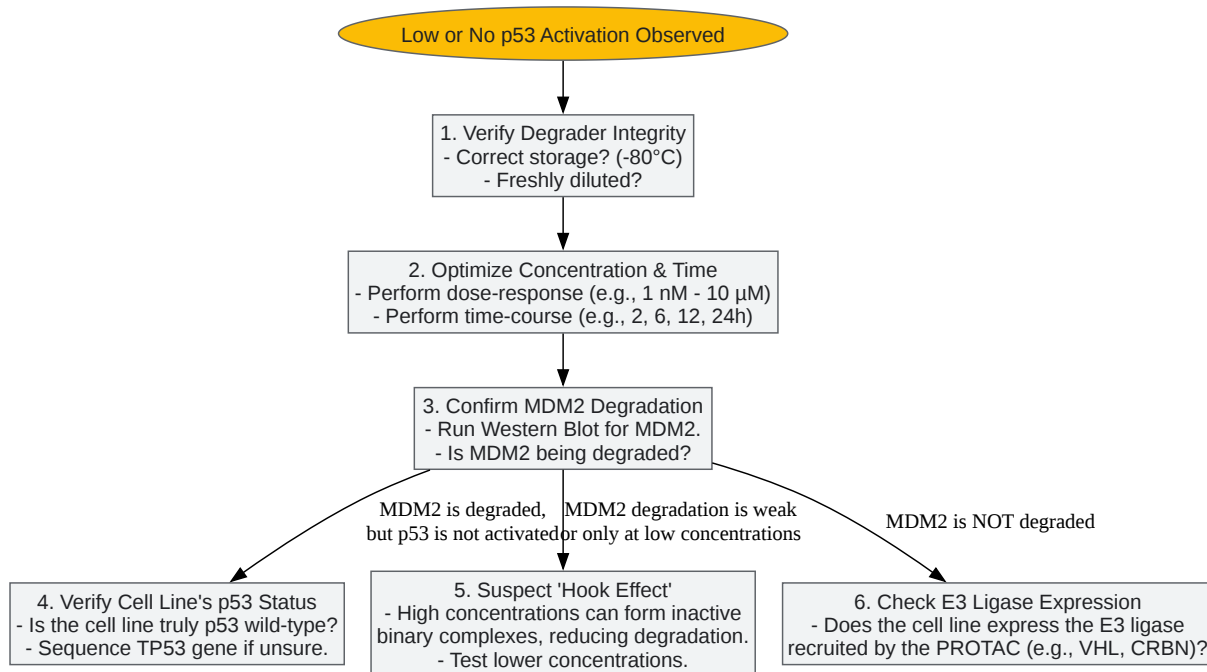 Low or No p53 Activation Observed
1. Verify Degrader Integrity
- Correct storage? (-80°C)
- Freshly diluted?
2. Optimize Concentration & Time
- Perform dose-response (e.g., 1 nM - 10 µM)
- Perform time-course (e.g., 2, 6, 12, 24h)
3. Confirm MDM2 Degradation
- Run Western Blot for MDM2.
- Is MDM2 being degraded?
MDM2 is degraded,
but p53 is not activated
MDM2 degradation is weak
or only at low concentrations
MDM2 is NOT degraded
4. Verify Cell Line's p53 Status
- Is the cell line truly p53 wild-type?
- Sequence TP53 gene if unsure.
5. Suspect 'Hook Effect'
- High concentrations can form inactive
binary complexes, reducing degradation.
- Test lower concentrations.
6. Check E3 Ligase Expression
- Does the cell line express the E3 ligase
recruited by the PROTAC (e.g., VHL, CRBN)?